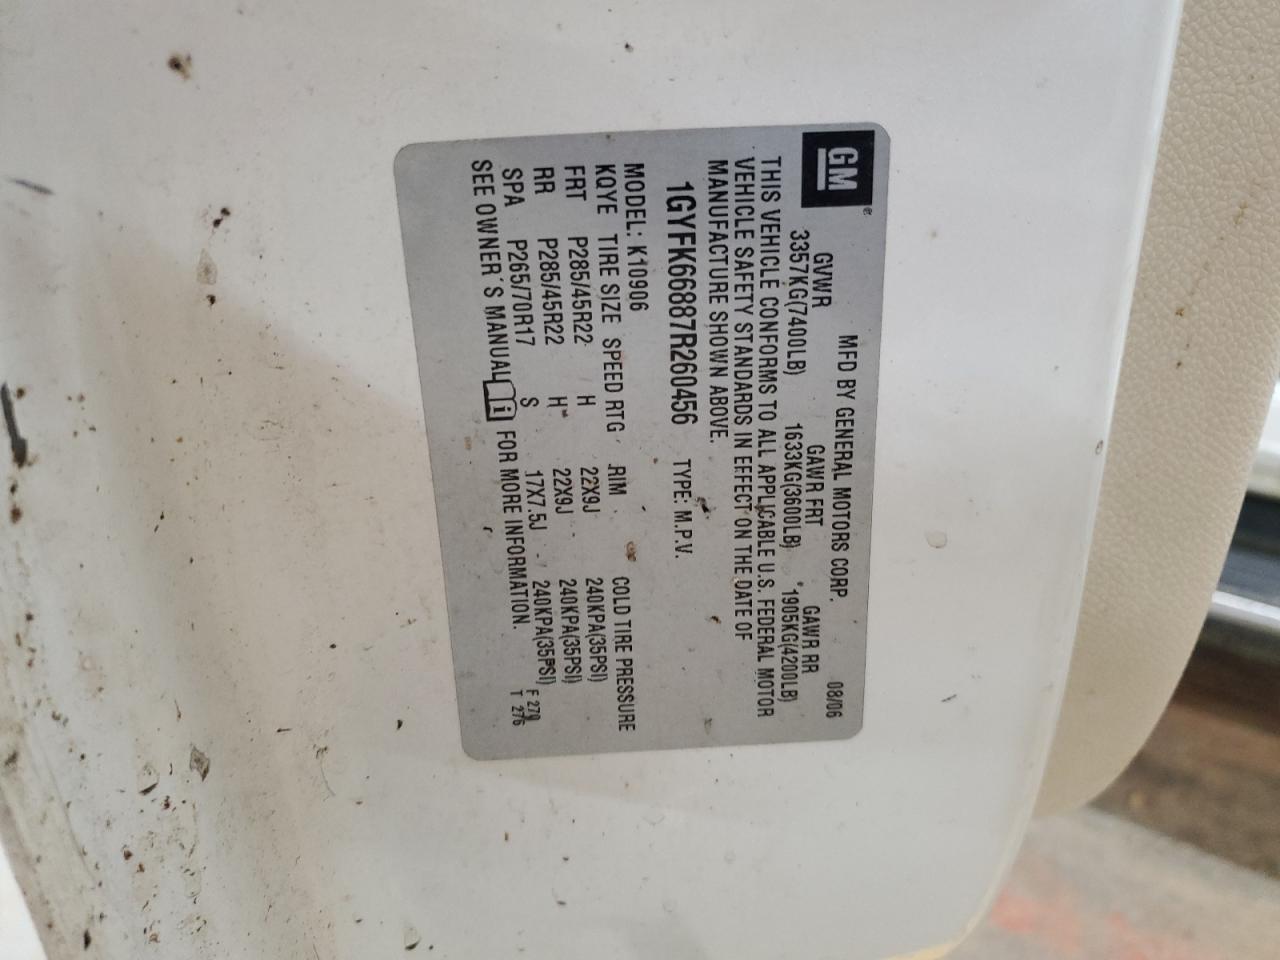 GM
MFD BY GENERAL MOTORS CORP. 08/06
GVWR GAWR FRT GAWR RR
3357KG(7400LB) 1633KG(3600LB) 1905KG(4200LB)
THIS VEHICLE CONFORMS TO ALL APPLICABLE U.S. FEDERAL MOTOR
VEHICLE SAFETY STANDARDS IN EFFECT ON THE DATE OF
MANUFACTURE SHOWN ABOVE.
1GYFK66887R260456 TYPE: M.P.V.
MODEL: K10906
KQYE TIRE SIZE SPEED RTG RIM COLD TIRE PRESSURE
FRT P285/45R22 H 22X9J 240KPA(35PSI)
RR P285/45R22 H 22X9J 240KPA(35PSI)
SPA P265/70R17 S 17X7.5J 240KPA(35PSI)
SEE OWNER'S MANUAL i FOR MORE INFORMATION.
T 276